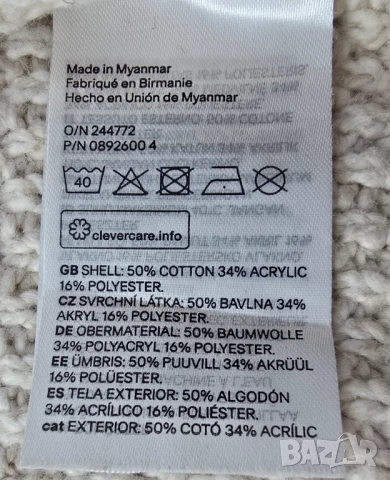 Made in Myanmar
Fabriqué en Birmanie
Hecho en Unión de Myanmar
O/N 244772
P/N 0892600 4
40
clevercare.info
GB SHELL: 50% COTTON 34% ACRYLIC
16% POLYESTER.
CZ SVRCHNÍ LÁTKA: 50% BAVLNA 34%
AKRYL 16% POLYESTER.
DE OBERMATERIAL: 50% BAUMWOLLE
34% POLYACRYL 16% POLYESTER.
EE ÜMBRIS: 50% PUUVILL 34% AKRÜÜL
16% POLÜESTER.
ES TELA EXTERIOR: 50% ALGODÓN
34% ACRÍLICO 16% POLIÉSTER.
cat EXTERIOR: 50% COTÓ 34% ACRÍLIC
BAZAR